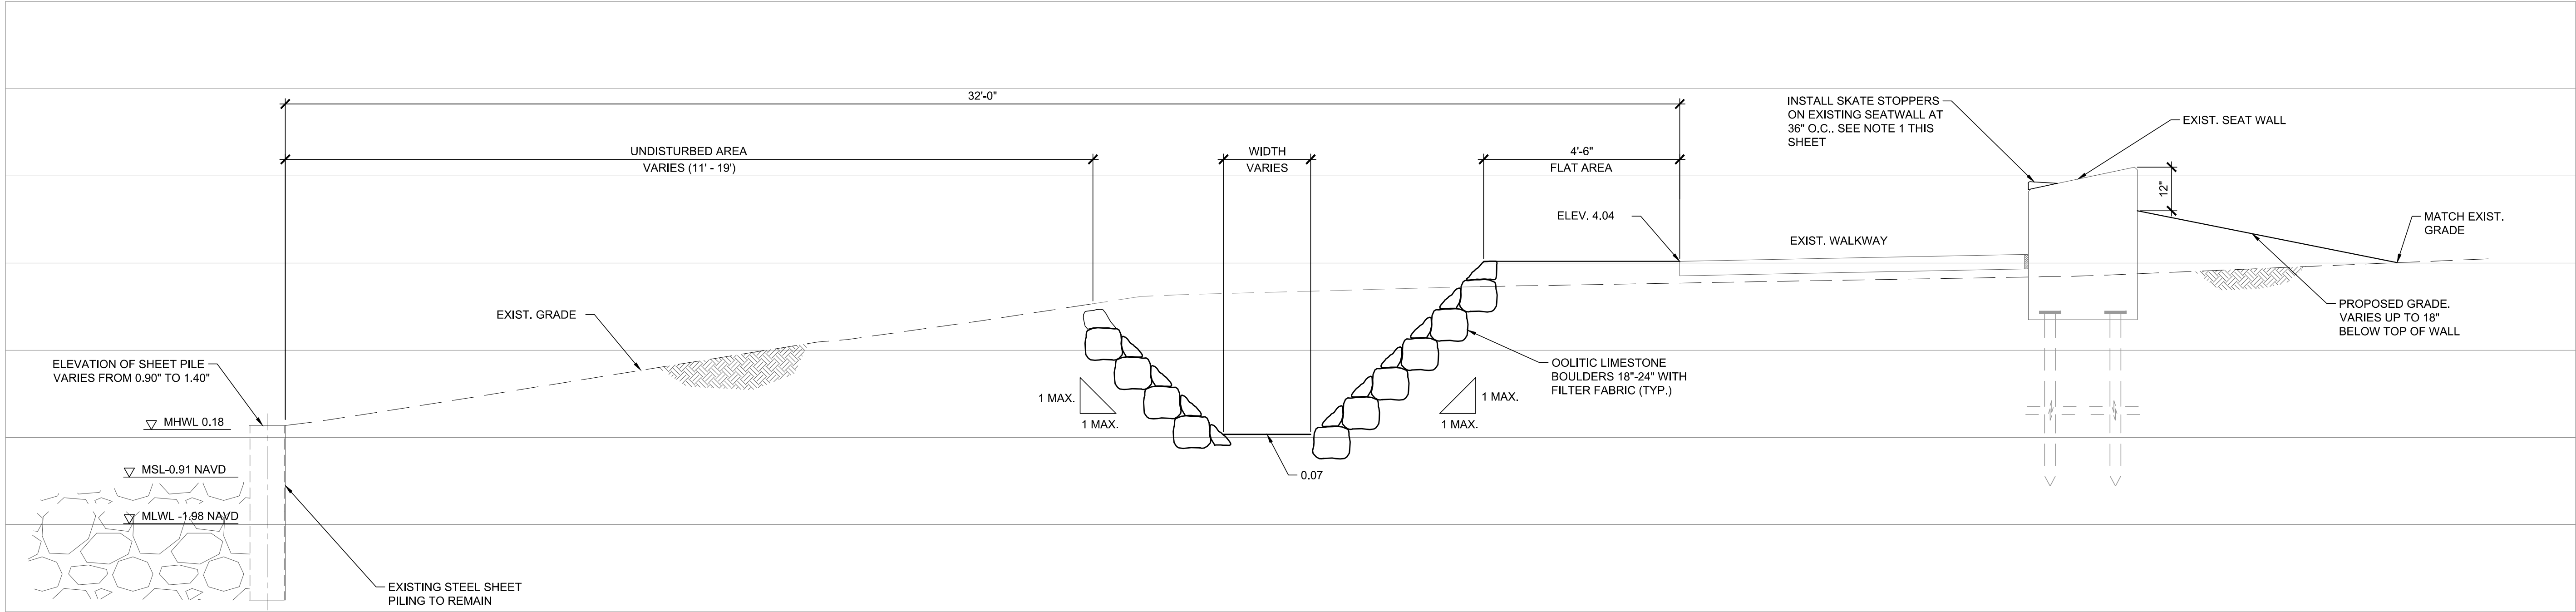 32'-0"
UNDISTURBED AREA
VARIES (11' - 19')
WIDTH
VARIES
4'-6"
FLAT AREA
INSTALL SKATE STOPPERS
ON EXISTING SEATWALL AT
36" O.C.. SEE NOTE 1 THIS
SHEET
EXIST. SEAT WALL
12"
ELEV. 4.04
EXIST. WALKWAY
MATCH EXIST.
GRADE
PROPOSED GRADE.
VARIES UP TO 18"
BELOW TOP OF WALL
EXIST. GRADE
ELEVATION OF SHEET PILE
VARIES FROM 0.90" TO 1.40"
MHWL 0.18
MSL-0.91 NAVD
MLWL -1.98 NAVD
1 MAX.
1 MAX.
1 MAX.
1 MAX.
OOLITIC LIMESTONE
BOULDERS 18"-24" WITH
FILTER FABRIC (TYP.)
0.07
EXISTING STEEL SHEET
PILING TO REMAIN